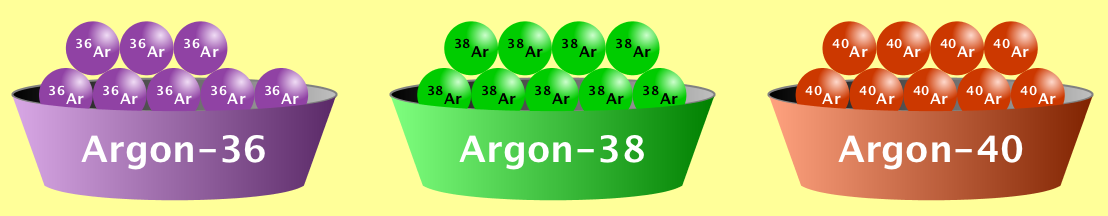 ³⁶Ar ³⁶Ar ³⁶Ar
³⁶Ar ³⁶Ar ³⁶Ar ³⁶Ar ³⁶Ar
Argon-36
³⁸Ar ³⁸Ar ³⁸Ar ³⁸Ar
³⁸Ar ³⁸Ar ³⁸Ar ³⁸Ar ³⁸Ar
Argon-38
⁴⁰Ar ⁴⁰Ar ⁴⁰Ar ⁴⁰Ar
⁴⁰Ar ⁴⁰Ar ⁴⁰Ar ⁴⁰Ar ⁴⁰Ar
Argon-40